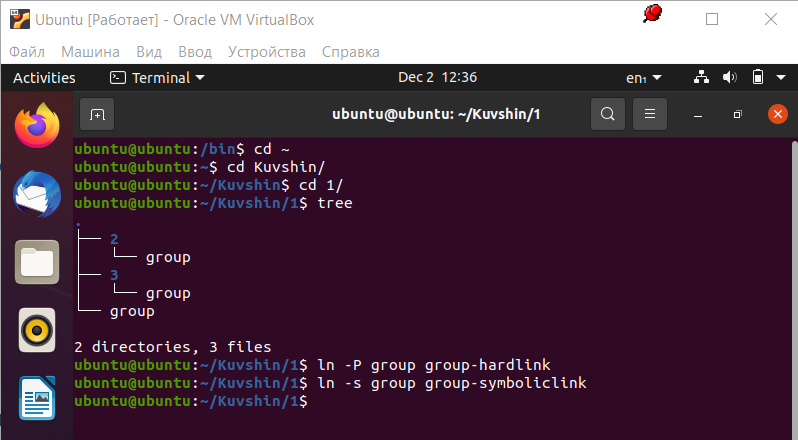 Ubuntu [Работает] - Oracle VM VirtualBox
Файл Машина Вид Ввод Устройства Справка
Activities Terminal Dec 2 12:36 en₁
ubuntu@ubuntu: ~/Kuvshin/1
ubuntu@ubuntu:/bin$ cd ~
ubuntu@ubuntu:~$ cd Kuvshin/
ubuntu@ubuntu:~/Kuvshin$ cd 1/
ubuntu@ubuntu:~/Kuvshin/1$ tree
.
├── 2
│   └── group
├── 3
│   └── group
└── group
2 directories, 3 files
ubuntu@ubuntu:~/Kuvshin/1$ ln -P group group-hardlink
ubuntu@ubuntu:~/Kuvshin/1$ ln -s group group-symboliclink
ubuntu@ubuntu:~/Kuvshin/1$